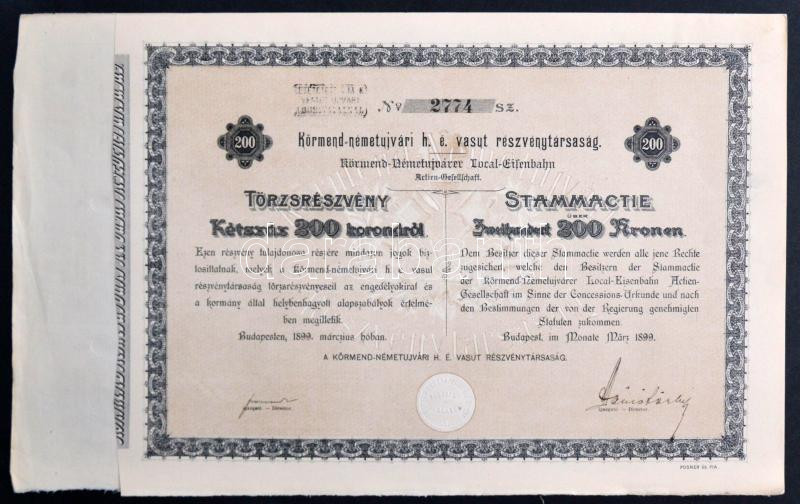 № 2774 SZ.
200
200
Körmend-németujvári h. é. vasut részvénytársaság.
Körmend-Németujvárer Local-Eisenbahn
Actien-Gesellschaft.
TÖRZSRÉSZVÉNY
Kétszáz 200 koronáról
Ezen részvény tulajdonosa részére mindazon jogok biz-
tosíttatnak, melyek a Körmend-németujvári h. é. vasut
részvénytársaság törzsrészvényeseit az engedélyokirat és
a kormány által helybenhagyott alapszabályok értelmé-
ben megilletik.
Budapesten, 1899. március hóban.
STAMMACTIE
ÜBER
Zweihundert 200 Kronen
Dem Besitzer dieser Stammactie werden alle jene Rechte
zugesichert, welche den Besitzern der Stammactie
der Körmend-Németujvárer Local-Eisenbahn Actien-
Gesellschaft im Sinne der Concessions-Urkunde und nach
den Bestimmungen der von der Regierung genehmigten
Statuten zukommen.
Budapest, im Monate März 1899.
A KÖRMEND-NÉMETUJVÁRI H. É. VASUT RÉSZVÉNYTÁRSASÁG.
igazgató — Director.
igazgató — Director.
POSNER ÉS FIA